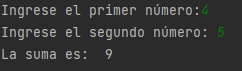 Ingrese el primer número:4
Ingrese el segundo número: 5
La suma es:  9